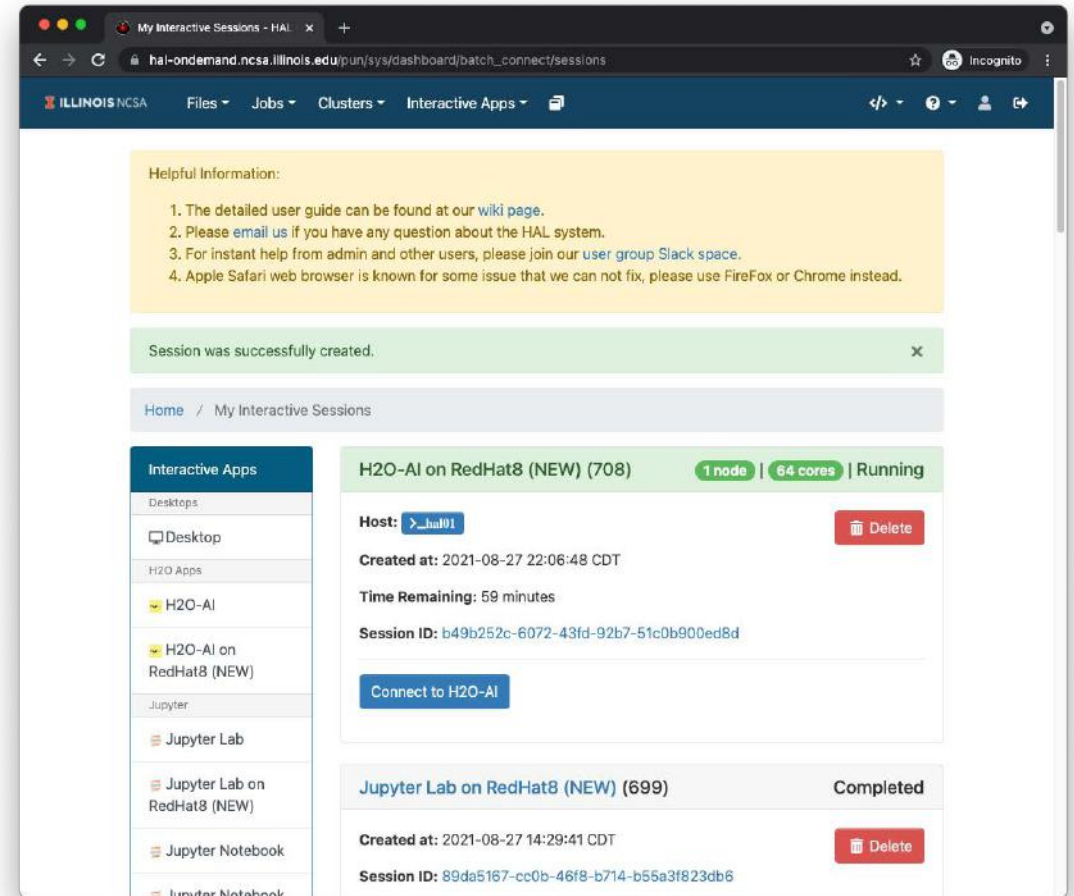 My Interactive Sessions - HAL
hal-ondemand.ncsa.illinois.edu/pun/sys/dashboard/batch_connect/sessions
Incognito
ILLINOIS NCSA Files Jobs Clusters Interactive Apps
Helpful Information:
1. The detailed user guide can be found at our wiki page.
2. Please email us if you have any question about the HAL system.
3. For instant help from admin and other users, please join our user group Slack space.
4. Apple Safari web browser is known for some issue that we can not fix, please use FireFox or Chrome instead.
Session was successfully created.
Home / My Interactive Sessions
Interactive Apps
Desktops
Desktop
H2O Apps
H2O-AI
H2O-AI on
RedHat8 (NEW)
Jupyter
Jupyter Lab
Jupyter Lab on
RedHat8 (NEW)
Jupyter Notebook
Jupyter Notebook
H2O-AI on RedHat8 (NEW) (708) 1 node | 64 cores | Running
Host: >_hal01
Delete
Created at: 2021-08-27 22:06:48 CDT
Time Remaining: 59 minutes
Session ID: b49b252c-6072-43fd-92b7-51c0b900ed8d
Connect to H2O-AI
Jupyter Lab on RedHat8 (NEW) (699) Completed
Created at: 2021-08-27 14:29:41 CDT
Delete
Session ID: 89da5167-cc0b-46f8-b714-b55a3f823db6